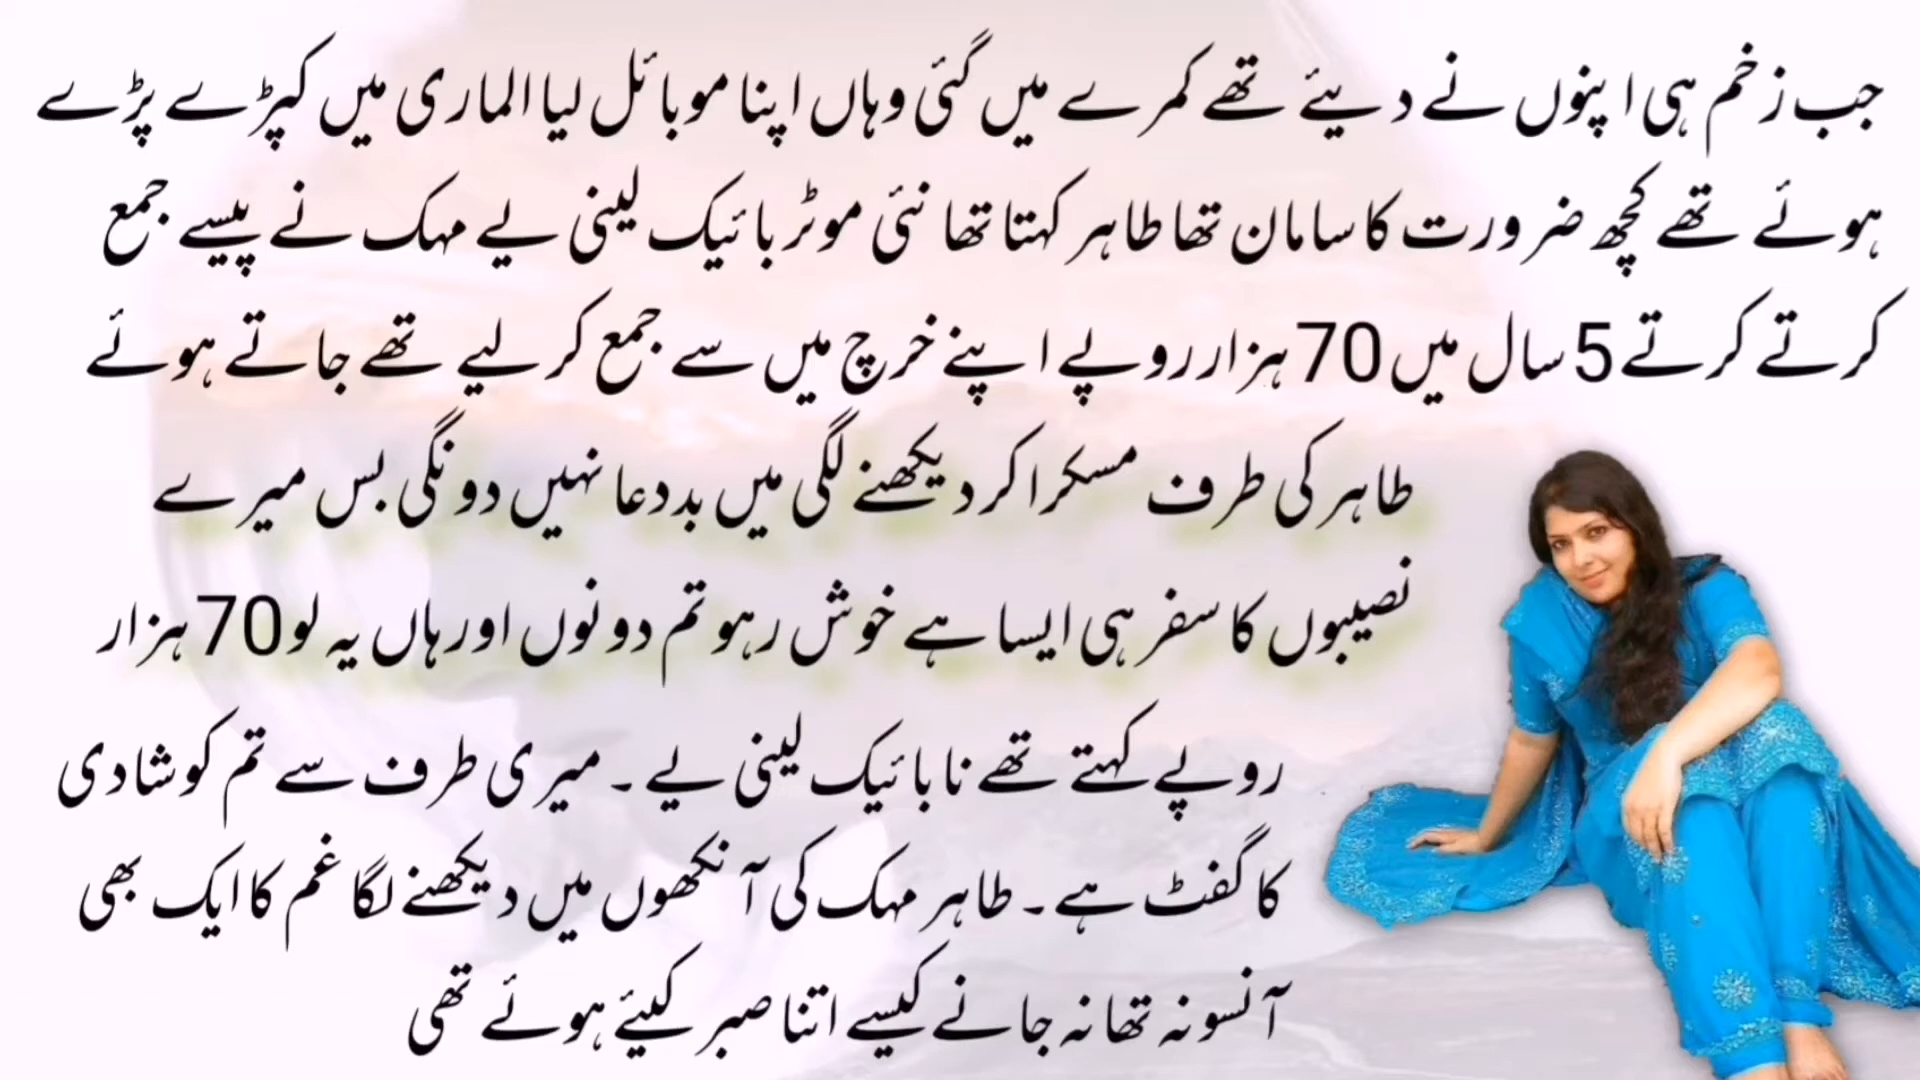 جب زخم ہی اپنوں نے دیئے تھے کمرے میں گئی وہاں اپنا موبائل لیا الماری میں کپڑے پڑے
ہوئے تھے کچھ ضرورت کا سامان تھا طاہر کہتا تھا نئی موٹر بائیک لینی ہے مہک نے پیسے جمع
کرتے کرتے 5 سال میں 70 ہزار روپے اپنے خرچ میں سے جمع کر لیے تھے جاتے ہوئے
طاہر کی طرف مسکرا کر دیکھنے لگی میں بددعا نہیں دونگی بس میرے
نصیبوں کا سفر ہی ایسا ہے خوش رہو تم دونوں اور ہاں یہ لو 70 ہزار
روپے کہتے تھے نا بائیک لینی ہے ۔ میری طرف سے تم کو شادی
کا گفٹ ہے ۔ طاہر مہک کی آنکھوں میں دیکھنے لگا غم کا ایک بھی
آنسو نہ تھا نہ جانے کیسے اتنا صبر کیئے ہوئے تھی